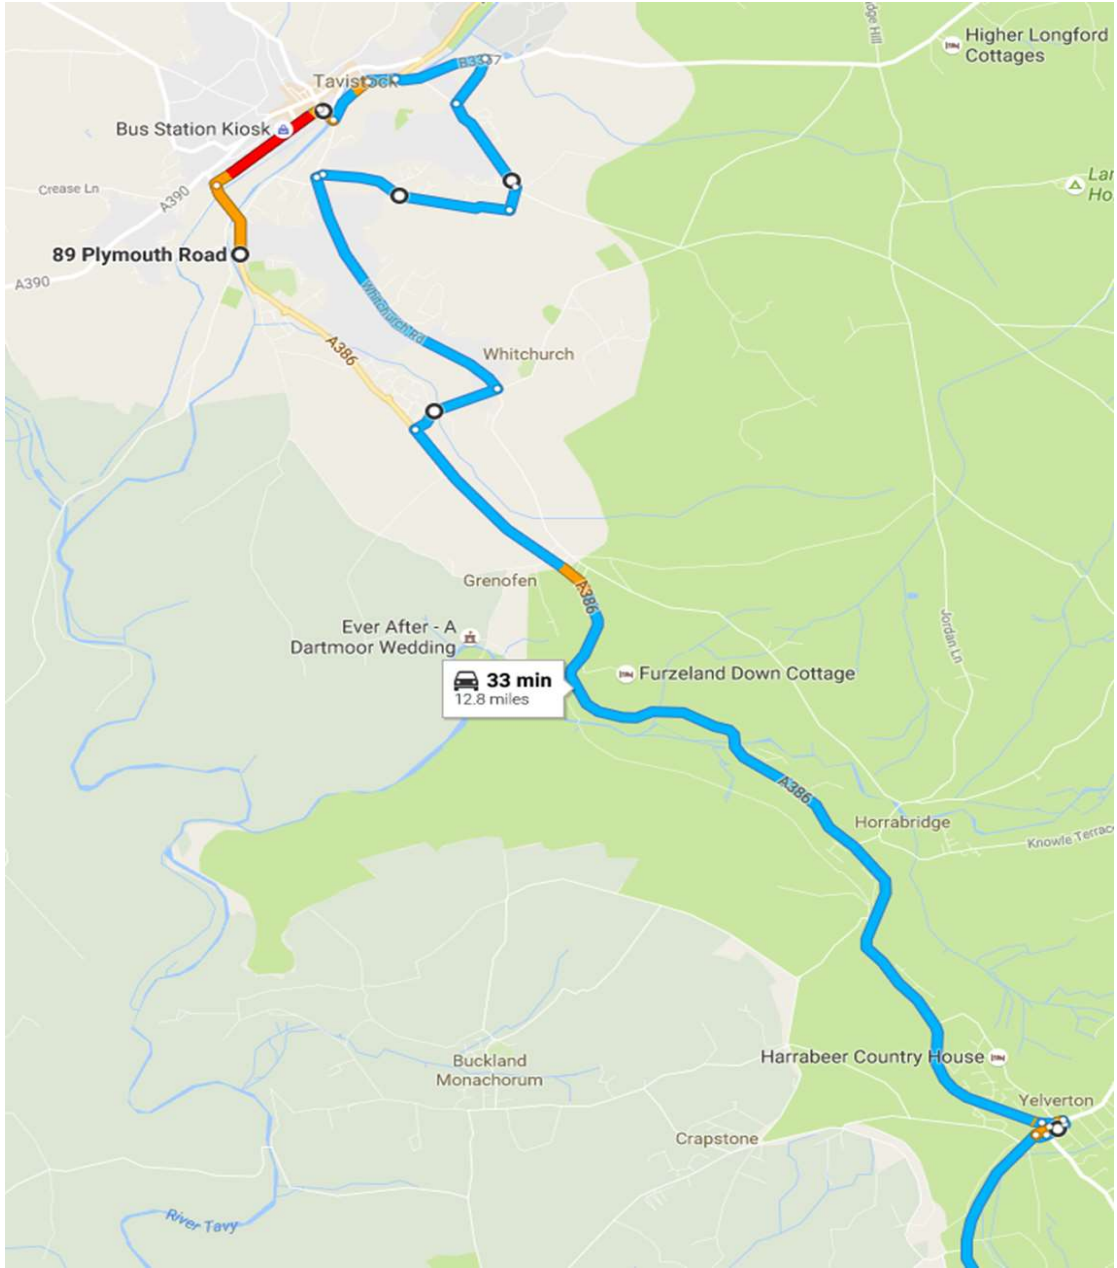 Higher Longford
Cottages
B3357
Tavistock
Bus Station Kiosk
Crease Ln
A390
89 Plymouth Road
A390
Whitchurch Rd
A386
Whitchurch
Grenofen
A386
Ever After - A
Dartmoor Wedding
33 min
12.8 miles
Furzeland Down Cottage
Jordan Ln
A386
Horrabridge
Harrabeer Country House
Buckland
Monachorum
Yelverton
Crapstone
River Tavy
Knowle Terrace